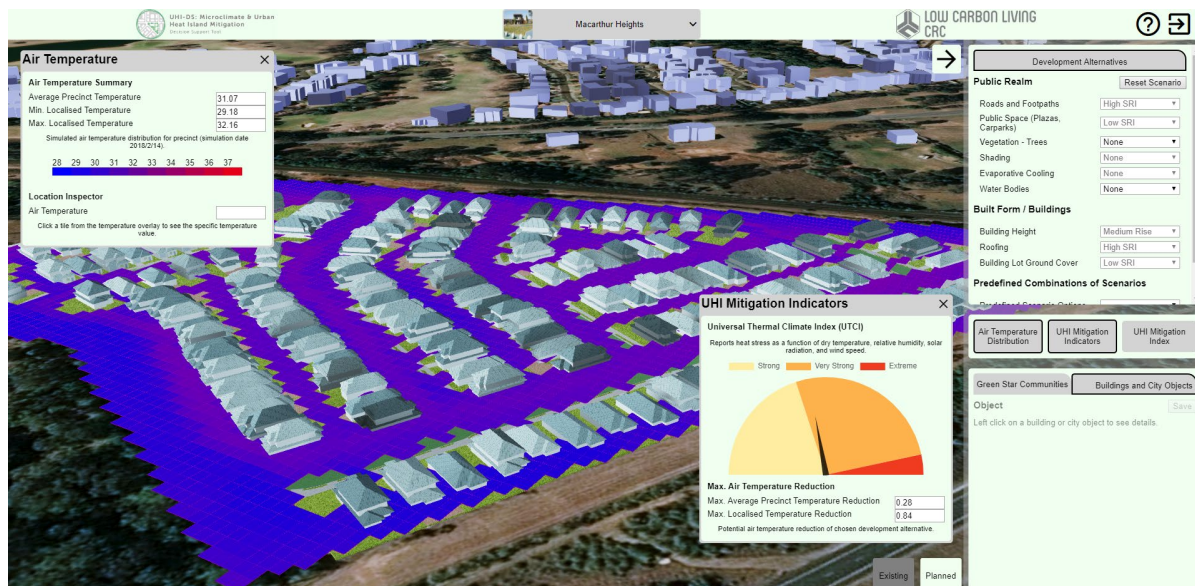 UHI-DS: Microclimate & Urban
Heat Island Mitigation
Decision Support Tool
Macarthur Heights
LOW CARBON LIVING
CRC
Air Temperature
Air Temperature Summary
Average Precinct Temperature 31.07
Min. Localised Temperature 29.18
Max. Localised Temperature 32.16
Simulated air temperature distribution for precinct (simulation date
2018/2/14).
28 29 30 31 32 33 34 35 36 37
Location Inspector
Air Temperature
Click a tile from the temperature overlay to see the specific temperature
value.
UHI Mitigation Indicators
Universal Thermal Climate Index (UTCI)
Reports heat stress as a function of dry temperature, relative humidity, solar
radiation, and wind speed.
Strong Very Strong Extreme
Max. Air Temperature Reduction
Max. Average Precinct Temperature Reduction 0.28
Max. Localised Temperature Reduction 0.84
Potential air temperature reduction of chosen development alternative.
Existing Planned
Development Alternatives
Public Realm Reset Scenario
Roads and Footpaths High SRI
Public Space (Plazas,
Carparks) Low SRI
Vegetation - Trees None
Shading None
Evaporative Cooling None
Water Bodies None
Built Form / Buildings
Building Height Medium Rise
Roofing High SRI
Building Lot Ground Cover Low SRI
Predefined Combinations of Scenarios
Predefined Scenario Options
Air Temperature
Distribution
UHI Mitigation
Indicators
UHI Mitigation
Index
Green Star Communities Buildings and City Objects
Object Save
Left click on a building or city object to see details.